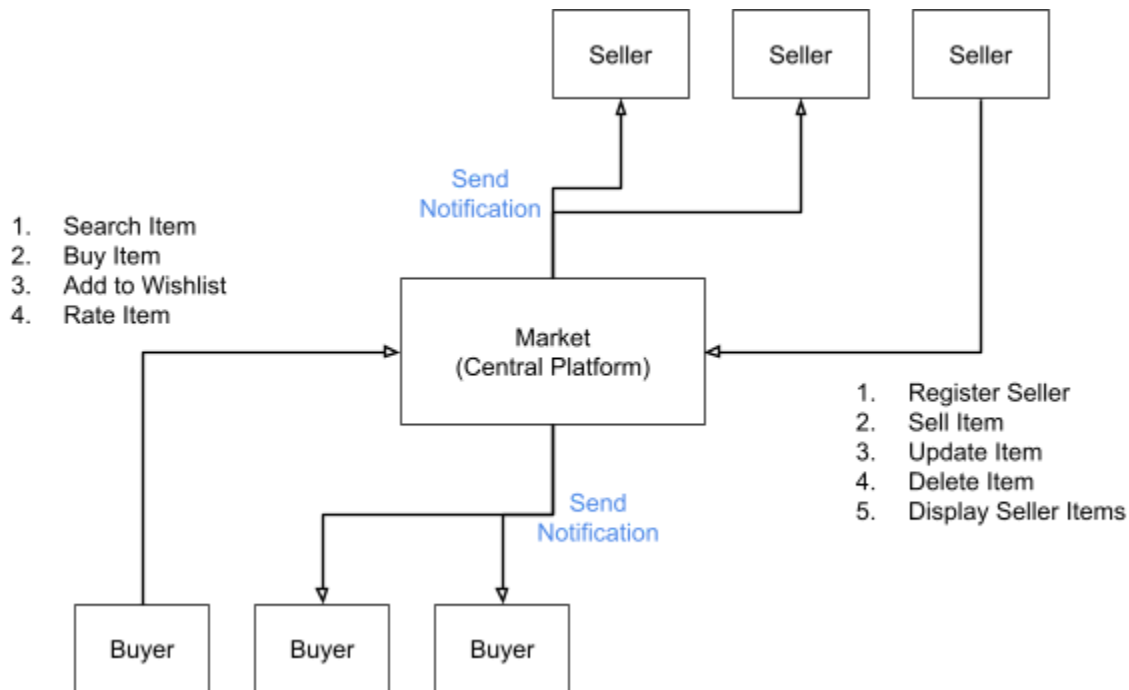 Seller
Seller
Seller
Send
Notification
1. Search Item
2. Buy Item
3. Add to Wishlist
4. Rate Item
Market
(Central Platform)
1. Register Seller
2. Sell Item
3. Update Item
4. Delete Item
5. Display Seller Items
Send
Notification
Buyer
Buyer
Buyer